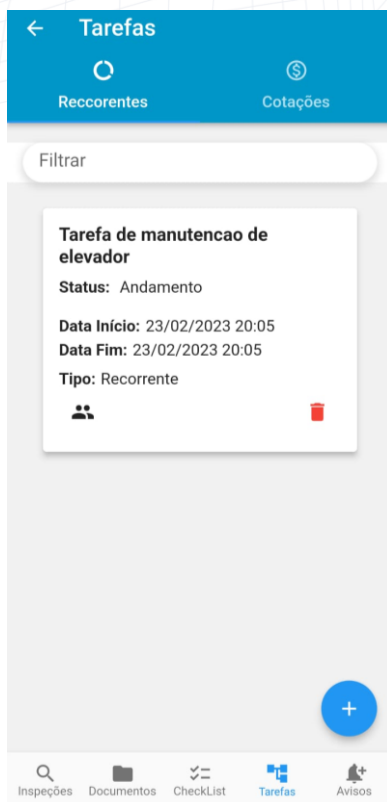 Tarefas
Reccorentes
Cotações
Filtrar
Tarefa de manutencao de
elevador
Status: Andamento
Data Início: 23/02/2023 20:05
Data Fim: 23/02/2023 20:05
Tipo: Recorrente
Inspeções Documentos CheckList Tarefas Avisos